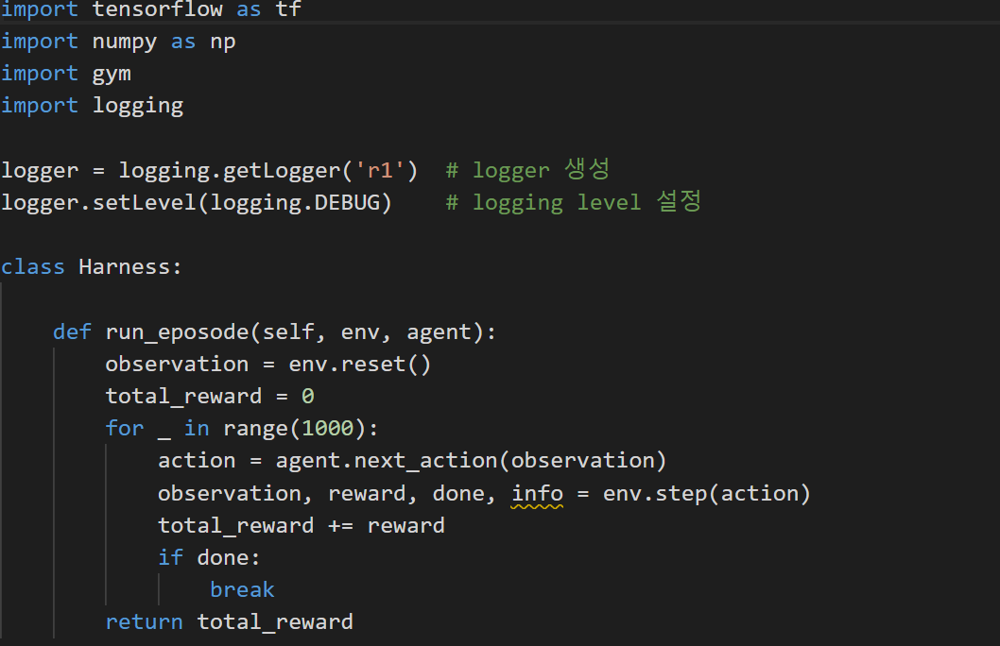 import tensorflow as tf
import numpy as np
import gym
import logging
logger = logging.getLogger('r1')  # logger 생성
logger.setLevel(logging.DEBUG)    # logging level 설정
class Harness:
    def run_eposode(self, env, agent):
        observation = env.reset()
        total_reward = 0
        for _ in range(1000):
            action = agent.next_action(observation)
            observation, reward, done, info = env.step(action)
            total_reward += reward
            if done:
                break
        return total_reward